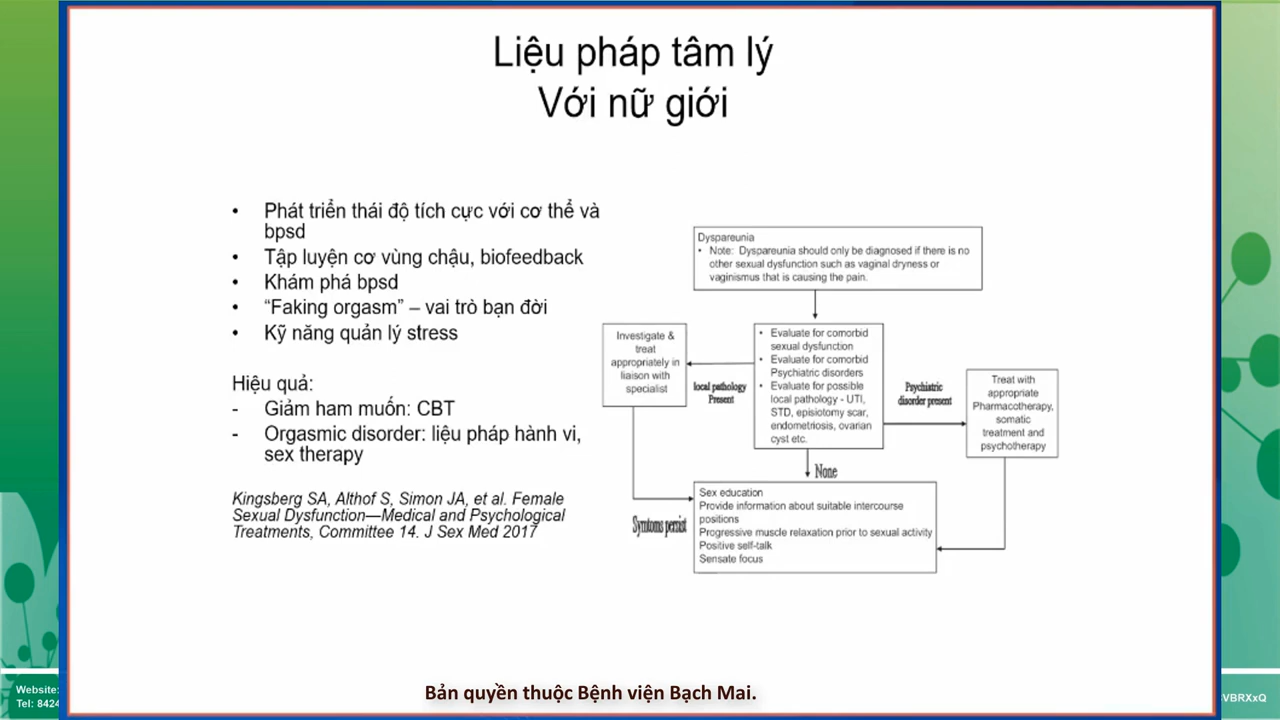 Liệu pháp tâm lý
Với nữ giới
• Phát triển thái độ tích cực với cơ thể và
bpsd
• Tập luyện cơ vùng chậu, biofeedback
• Khám phá bpsd
• “Faking orgasm” – vai trò bạn đời
• Kỹ năng quản lý stress
Hiệu quả:
- Giảm ham muốn: CBT
- Orgasmic disorder: liệu pháp hành vi,
sex therapy
Kingsberg SA, Althof S, Simon JA, et al. Female
Sexual Dysfunction—Medical and Psychological
Treatments, Committee 14. J Sex Med 2017
Dyspareunia
• Note: Dyspareunia should only be diagnosed if there is no
other sexual dysfunction such as vaginal dryness or
vaginismus that is causing the pain.
Investigate &
treat
appropriately in
liaison with
specialist
local pathology
Present
• Evaluate for comorbid
sexual dysfunction
• Evaluate for comorbid
Psychiatric disorders
• Evaluate for possible
local pathology - UTI,
STD, episiotomy scar,
endometriosis, ovarian
cyst etc.
Psychiatric
disorder present
Treat with
appropriate
Pharmacotherapy,
somatic
treatment and
psychotherapy
None
Symtoms persist
Sex education
Provide information about suitable intercourse
positions
Progressive muscle relaxation prior to sexual activity
Positive self-talk
Sensate focus
Website:
Tel: 8424
VBRXxQ
Bản quyền thuộc Bệnh viện Bạch Mai.